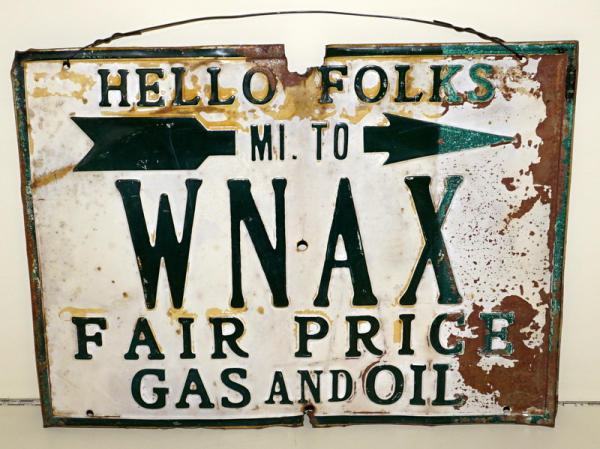 HELLO FOLKS
MI. TO
WNAX
FAIR PRICE
GAS AND OIL